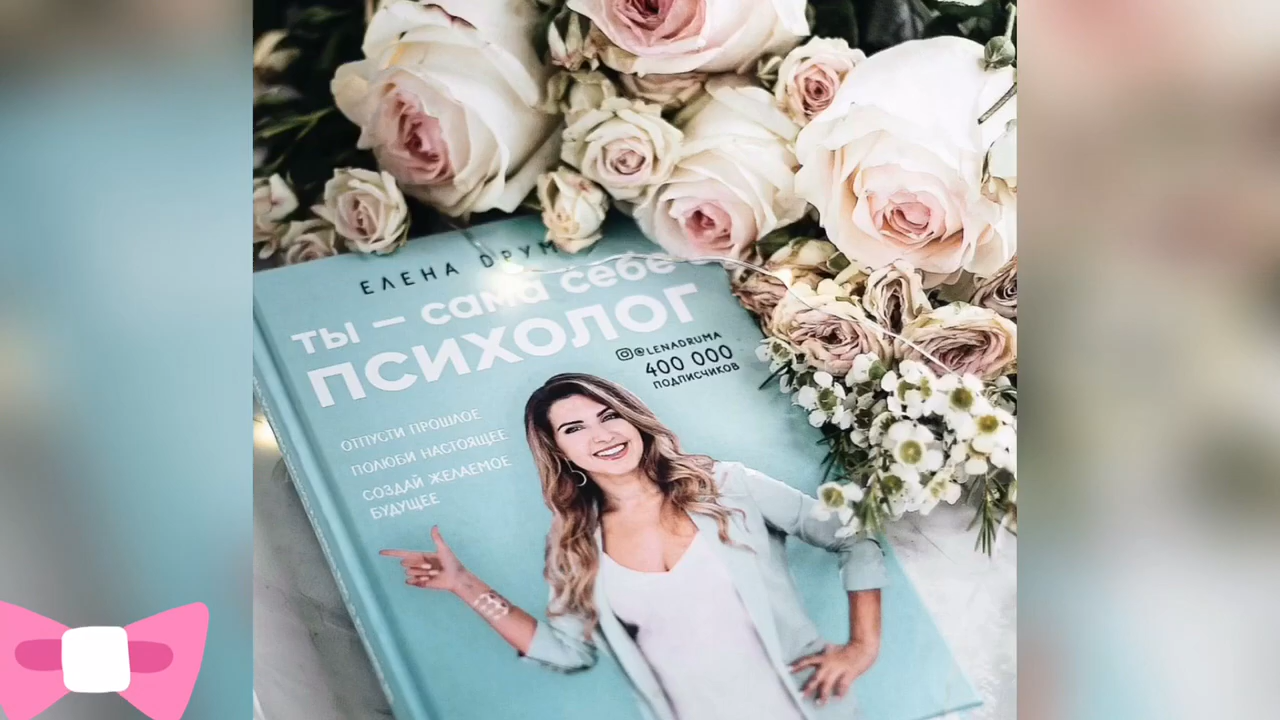 ЕЛЕНА
ТЫ – сама себе
ПСИХОЛОГ
@LENADRUMA
400 000
ПОДПИСЧИКОВ
ОТПУСТИ ПРОШЛОЕ
ПОЛЮБИ НАСТОЯЩЕЕ
СОЗДАЙ ЖЕЛАЕМОЕ
БУДУЩЕЕ